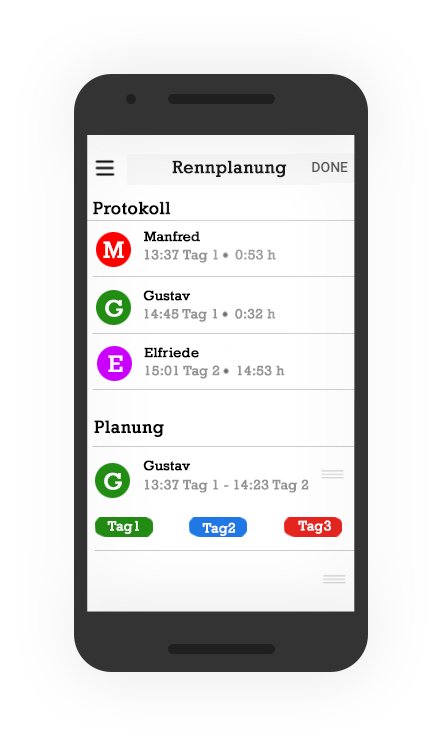 Rennplanung DONE
Protokoll
M Manfred
13:37 Tag 1 • 0:53 h
G Gustav
14:45 Tag 1 • 0:32 h
E Elfriede
15:01 Tag 2 • 14:53 h
Planung
G Gustav
13:37 Tag 1 - 14:23 Tag 2
Tag1 Tag2 Tag3